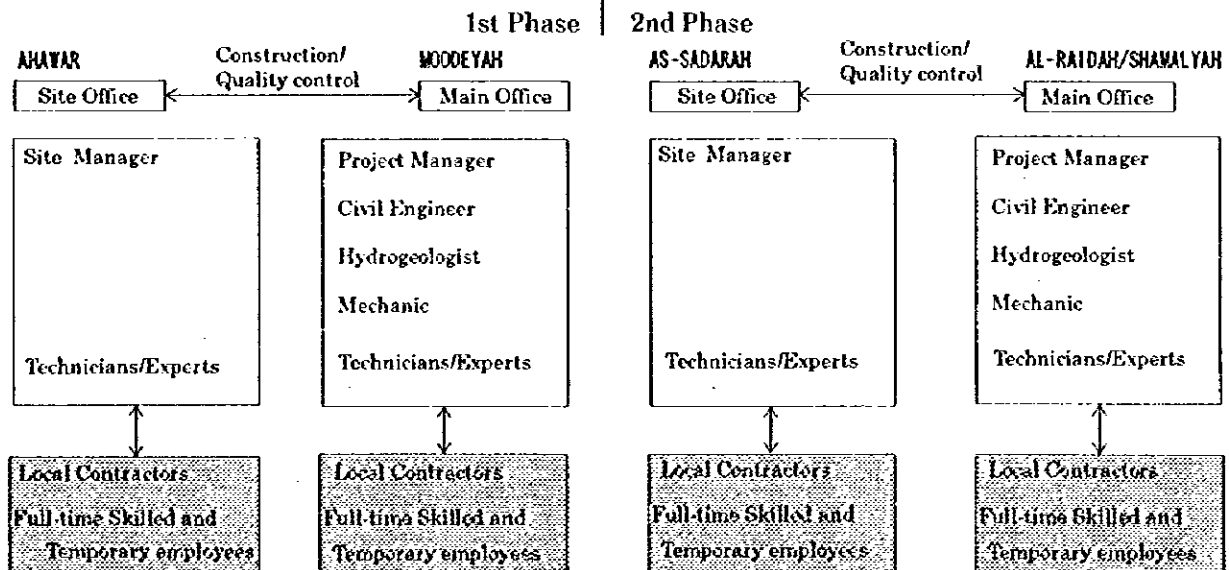 1st Phase
2nd Phase
AHAWAR
Construction/
Quality control
MOODEYAH
Site Office
Main Office
Site Manager
Technicians/Experts
Project Manager
Civil Engineer
Hydrogeologist
Mechanic
Technicians/Experts
Local Contractors
Full-time Skilled and
Temporary employees
Local Contractors
Full-time Skilled and
Temporary employees
AS-SADARAH
Construction/
Quality control
AL-RAIDAH/SHAMALYAH
Site Office
Main Office
Site Manager
Technicians/Experts
Project Manager
Civil Engineer
Hydrogeologist
Mechanic
Technicians/Experts
Local Contractors
Full-time Skilled and
Temporary employees
Local Contractors
Full-time Skilled and
Temporary employees